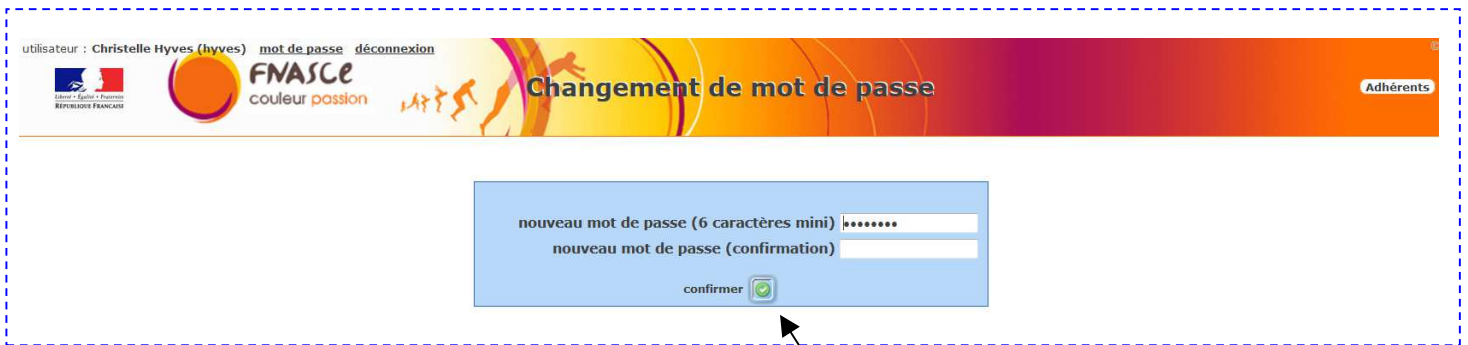 utilisateur : Christelle Hyves (hyves) mot de passe déconnexion
©
Liberté • Égalité • Fraternité
RÉPUBLIQUE FRANÇAISE
FNASCe
couleur passion
Changement de mot de passe
Adhérents
nouveau mot de passe (6 caractères mini) ••••••••
nouveau mot de passe (confirmation)
confirmer